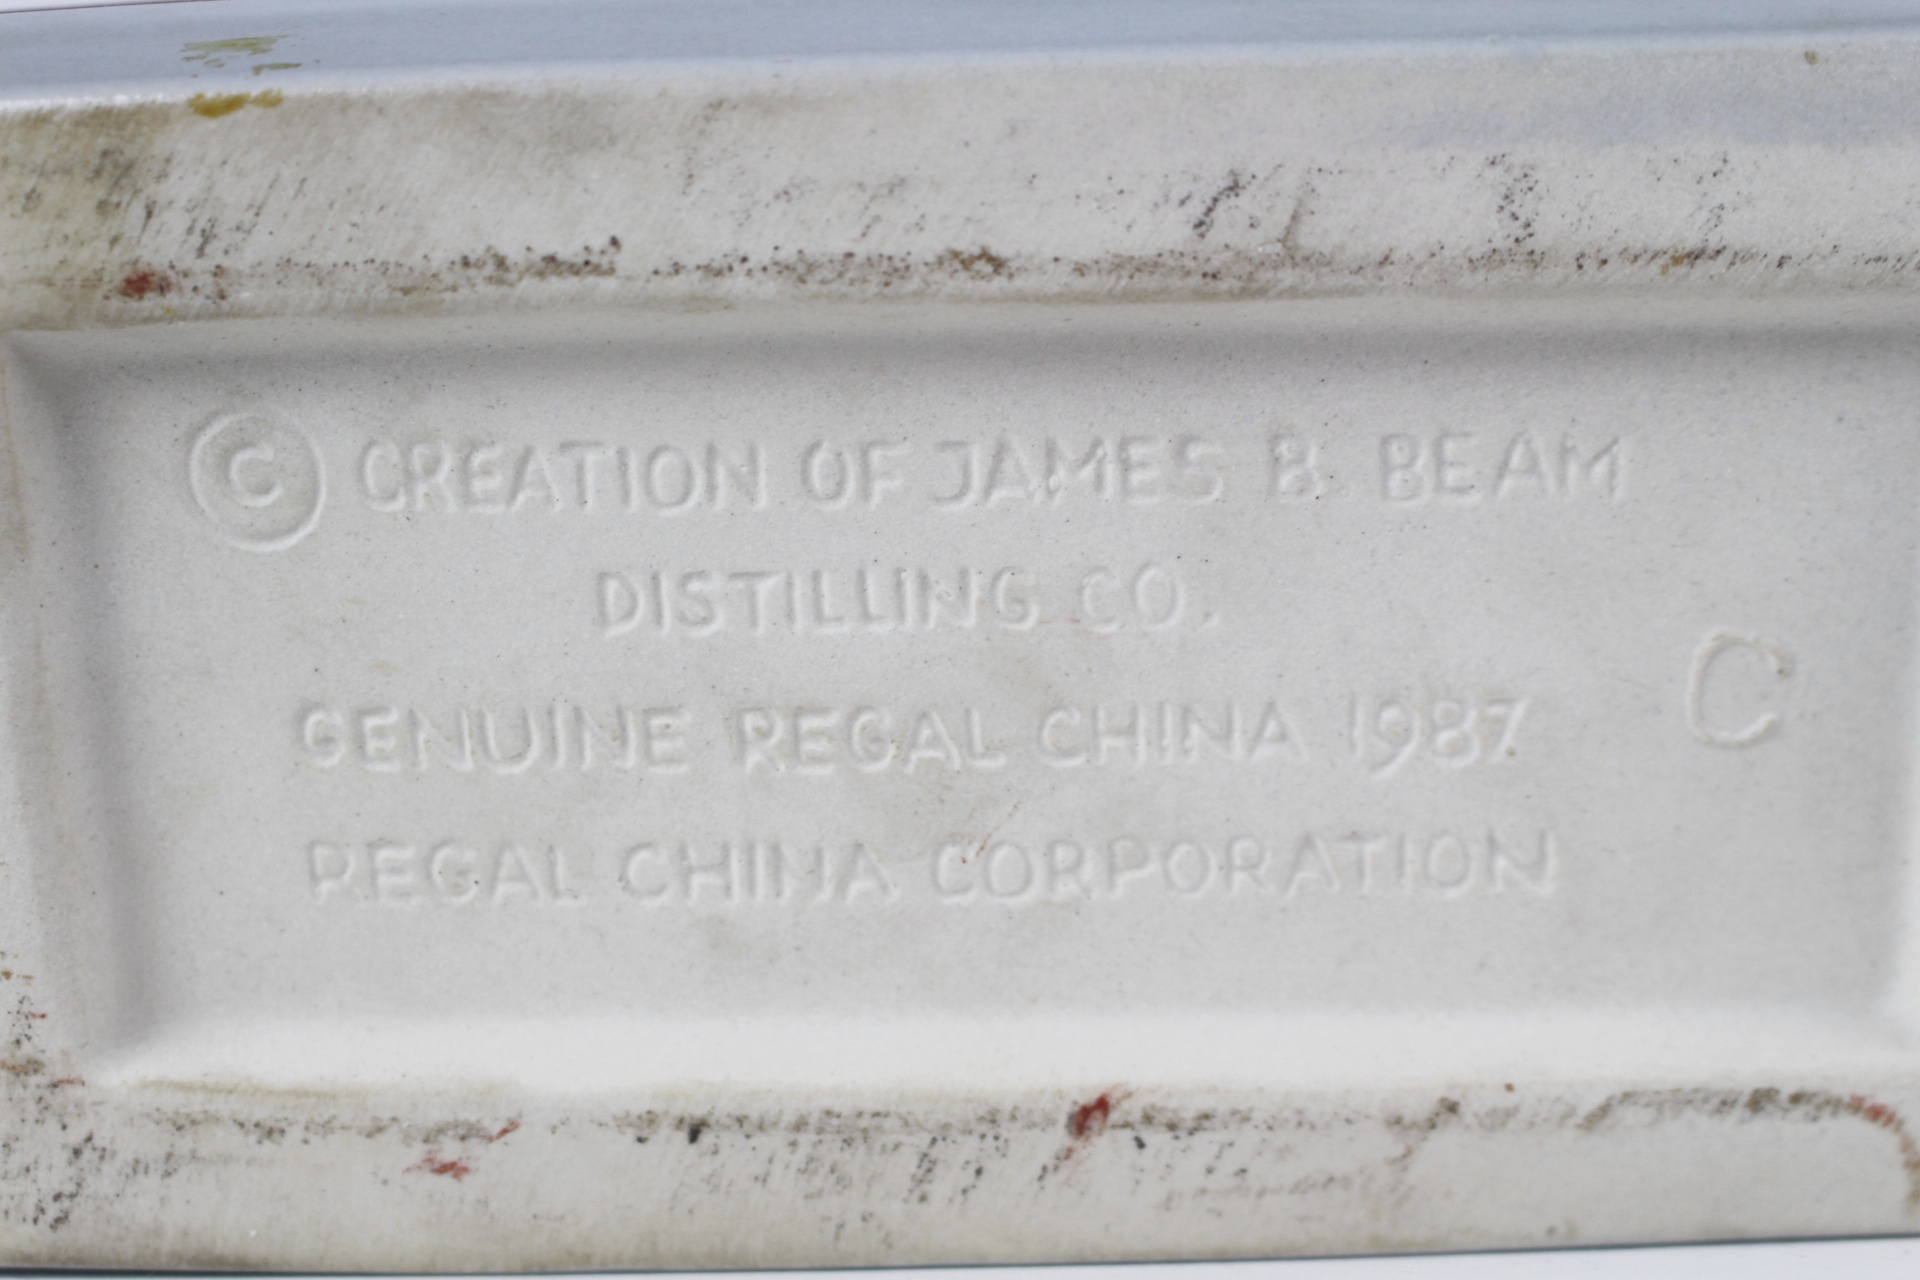 © CREATION OF JAMES B. BEAM
DISTILLING CO.
GENUINE REGAL CHINA 1987
C
REGAL CHINA CORPORATION